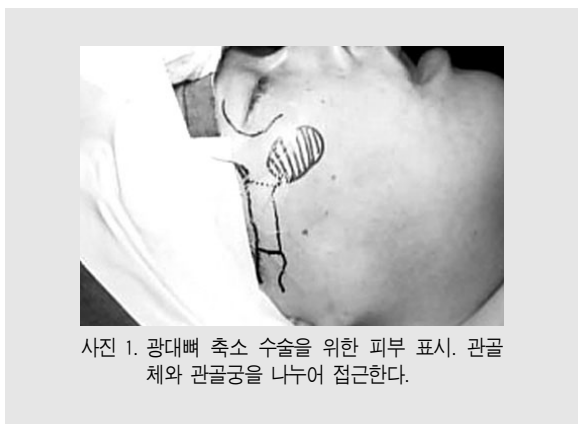 사진 1. 광대뼈 축소 수술을 위한 피부 표시. 관골
체와 관골궁을 나누어 접근한다.